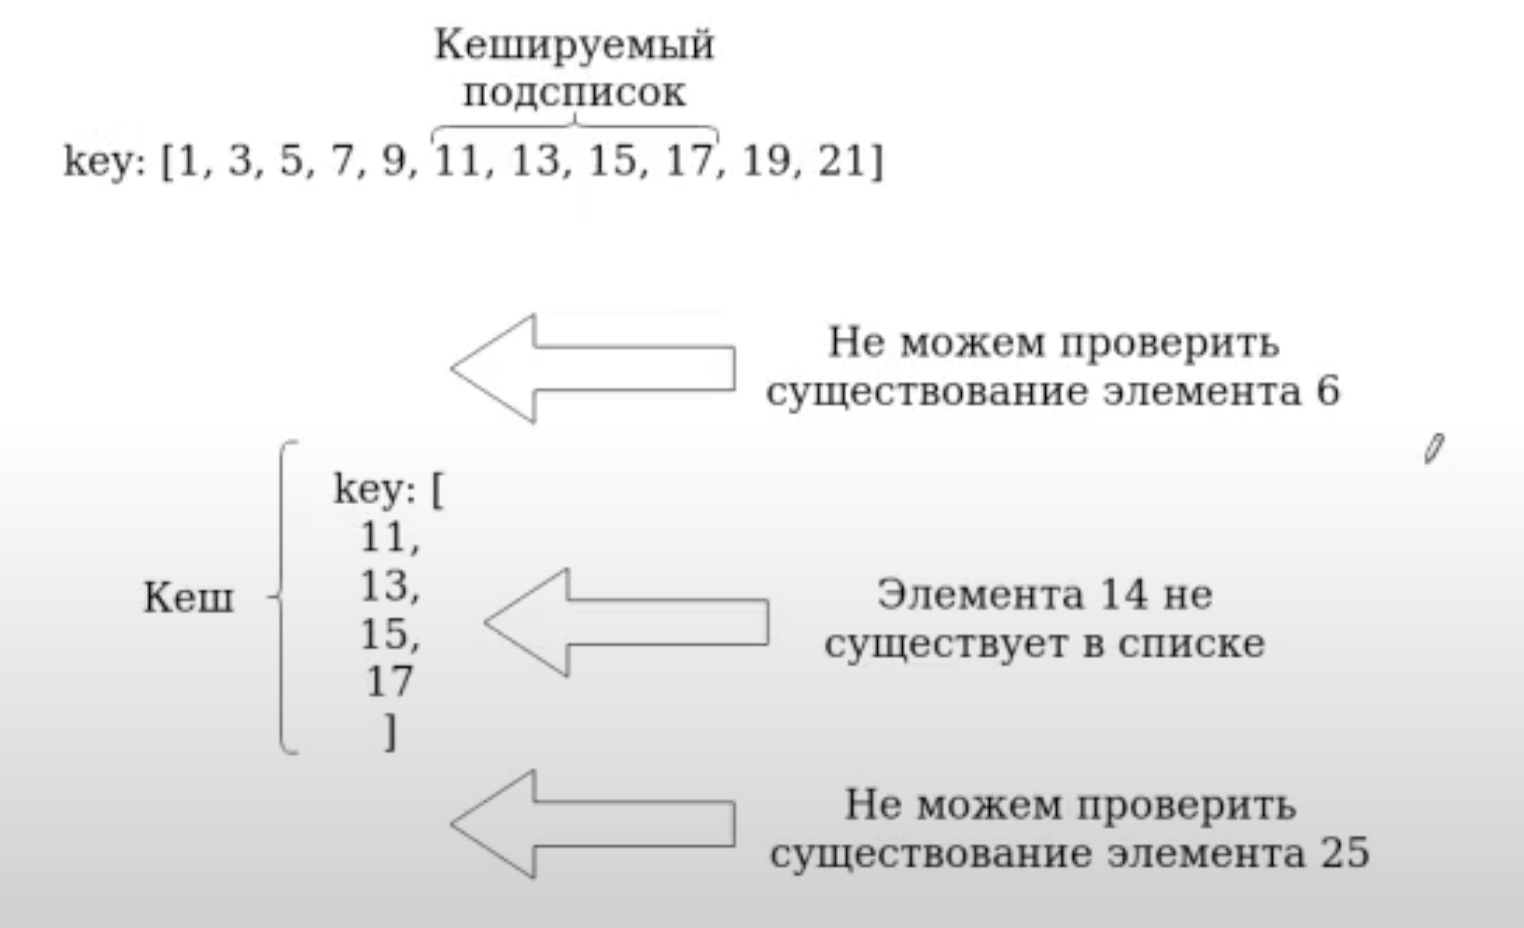 Кешируемый
подсписок
key: [1, 3, 5, 7, 9, 11, 13, 15, 17, 19, 21]
Не можем проверить
существование элемента 6
key: [
11,
13,
15,
17
]
Кеш
Элемента 14 не
существует в списке
Не можем проверить
существование элемента 25